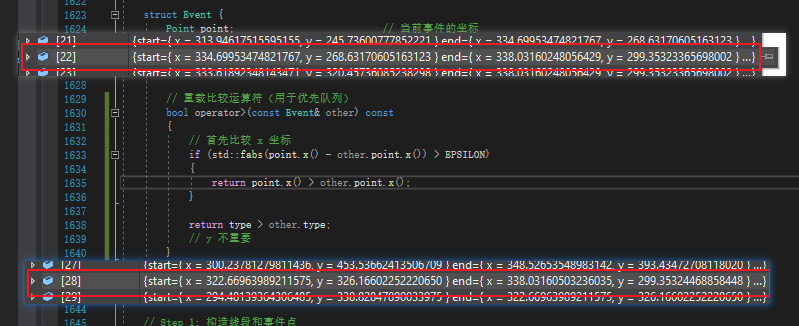 1622
1623 struct Event {
1624 Point point; // 当前事件的坐标
[21] {start={ x = 313.94617515595155, y = 245.73600777852221 } end={ x = 334.69953474821767, y = 268.63170605163123 } ...}
[22] {start={ x = 334.69953474821767, y = 268.63170605163123 } end={ x = 338.03160248056429, y = 299.35323365698002 } ...}
[23] {start={ x = 333.61892348143471, y = 320.45736085238298 } end={ x = 338.03160248056429, y = 299.35323365698002 } ...}
1628
1629 // 重载比较运算符（用于优先队列）
1630 bool operator>(const Event& other) const
1631 {
1632 // 首先比较 x 坐标
1633 if (std::fabs(point.x() - other.point.x()) > EPSILON)
1634 {
1635 return point.x() > other.point.x();
1636 }
1637
1638 return type > other.type;
1639 // y 不重要
1640 }
[27] {start={ x = 300.23781279811436, y = 453.53662413506709 } end={ x = 348.52653548983142, y = 393.43472708118020 } ...}
[28] {start={ x = 322.66963989211575, y = 326.16602252220650 } end={ x = 338.03160503236035, y = 299.35324468858448 } ...}
[29] {start={ x = 294.48139364306485, y = 338.82847890833975 } end={ x = 322.66963989211575, y = 326.16602252220650 } ...}
1645 // Step 1: 构造线段和事件点